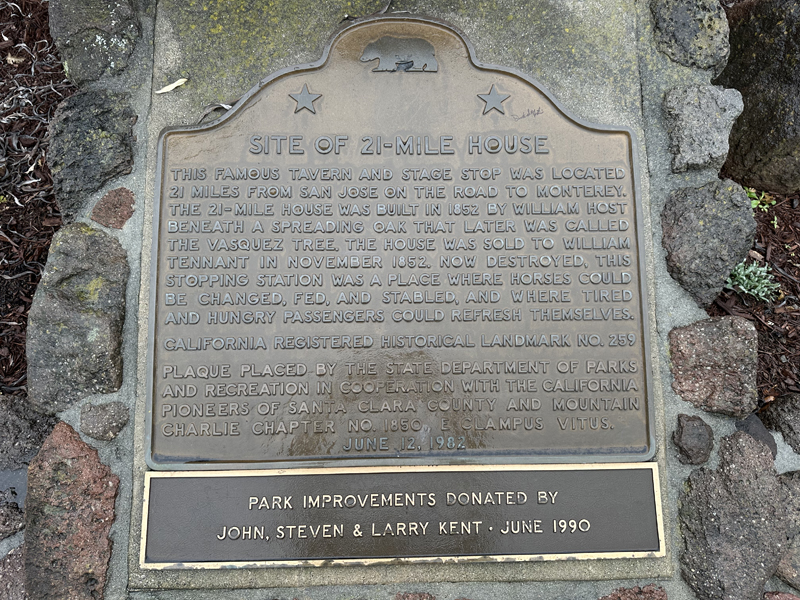 SITE OF 21-MILE HOUSE
THIS FAMOUS TAVERN AND STAGE STOP WAS LOCATED
21 MILES FROM SAN JOSE ON THE ROAD TO MONTEREY.
THE 21-MILE HOUSE WAS BUILT IN 1852 BY WILLIAM HOST
BENEATH A SPREADING OAK THAT LATER WAS CALLED
THE VASQUEZ TREE. THE HOUSE WAS SOLD TO WILLIAM
TENNANT IN NOVEMBER 1852. NOW DESTROYED, THIS
STOPPING STATION WAS A PLACE WHERE HORSES COULD
BE CHANGED, FED, AND STABLED, AND WHERE TIRED
AND HUNGRY PASSENGERS COULD REFRESH THEMSELVES.
CALIFORNIA REGISTERED HISTORICAL LANDMARK NO. 259
PLAQUE PLACED BY THE STATE DEPARTMENT OF PARKS
AND RECREATION IN COOPERATION WITH THE CALIFORNIA
PIONEERS OF SANTA CLARA COUNTY AND MOUNTAIN
CHARLIE CHAPTER NO. 1850, E CLAMPUS VITUS.
JUNE 12, 1982
PARK IMPROVEMENTS DONATED BY
JOHN, STEVEN & LARRY KENT · JUNE 1990